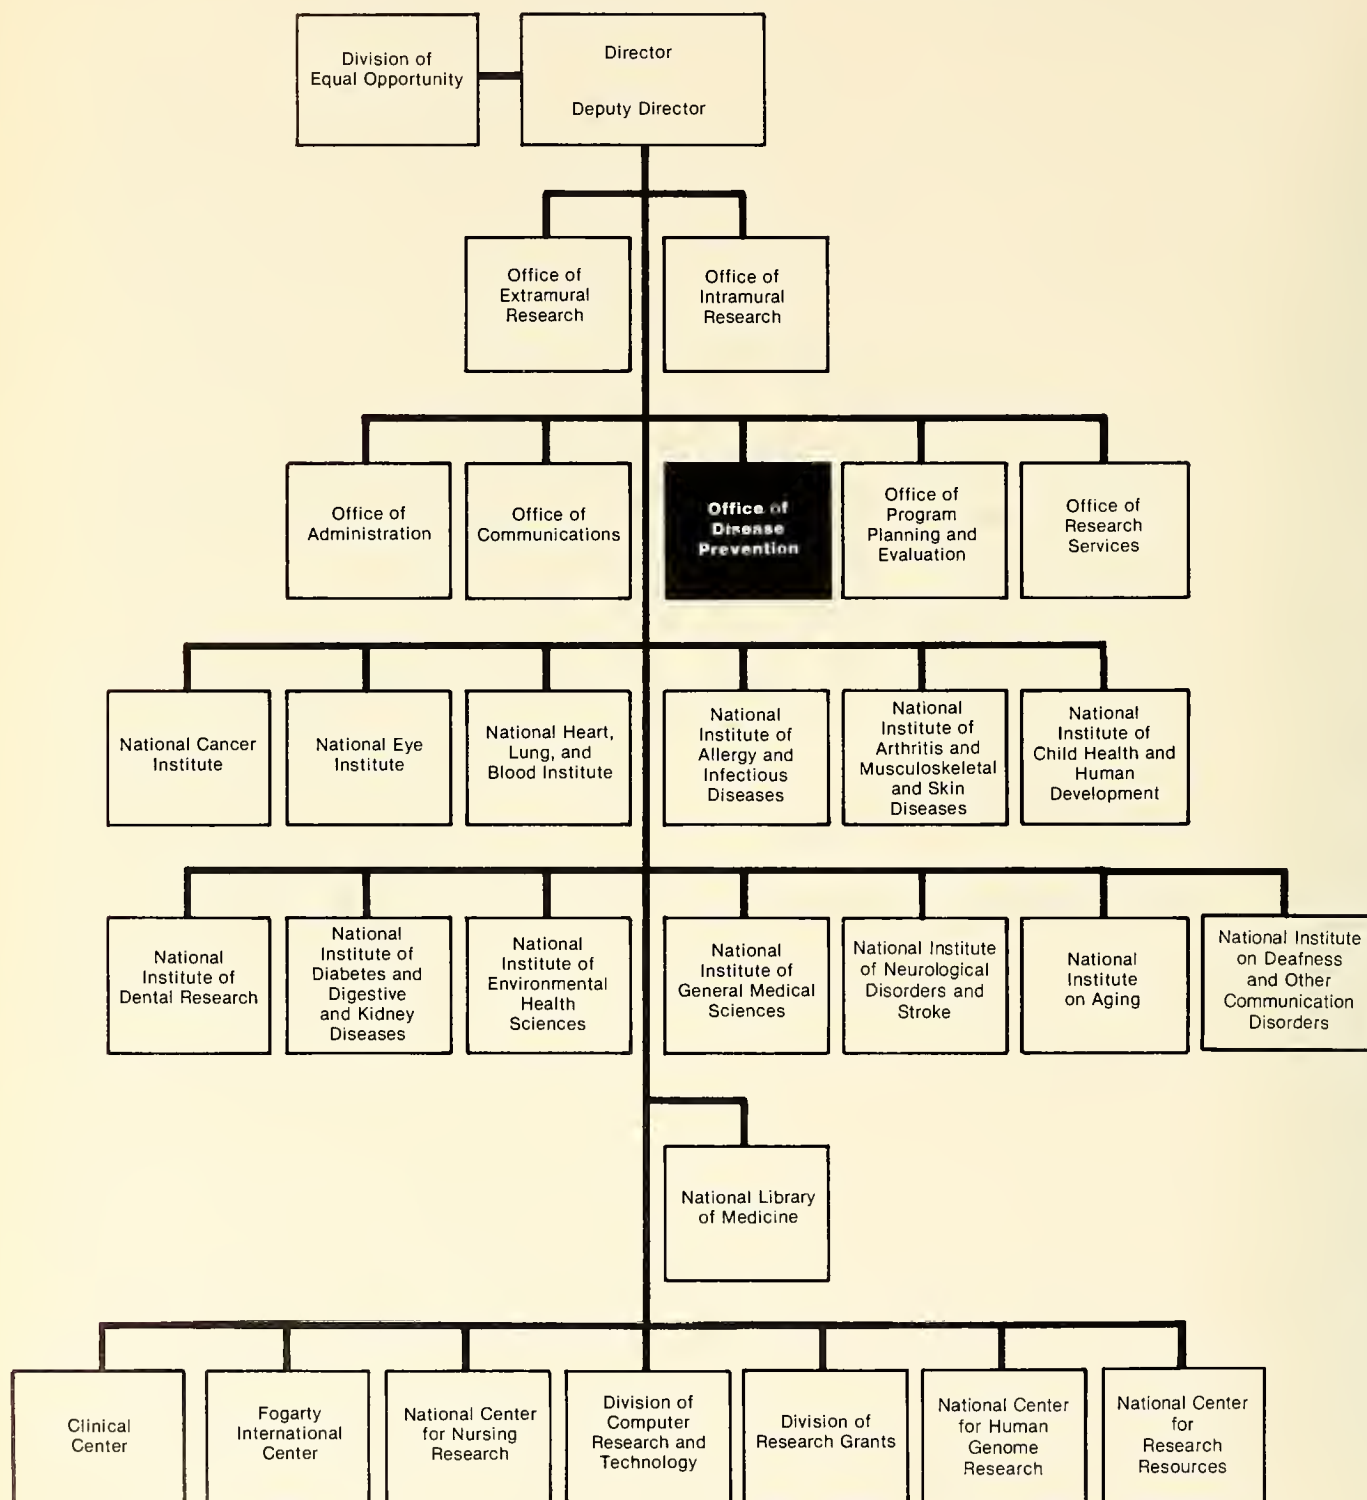 Division of
Equal Opportunity
Director
Deputy Director
Office of
Extramural
Research
Office of
Intramural
Research
Office of
Administration
Office of
Communications
Office of
Disease
Prevention
Office of
Program
Planning and
Evaluation
Office of
Research
Services
National Cancer
Institute
National Eye
Institute
National Heart,
Lung, and
Blood Institute
National
Institute of
Allergy and
Infectious
Diseases
National
Institute of
Arthritis and
Musculoskeletal
and Skin
Diseases
National
Institute of
Child Health and
Human
Development
National
Institute of
Dental Research
National
Institute of
Diabetes and
Digestive
and Kidney
Diseases
National
Institute of
Environmental
Health
Sciences
National
Institute of
General Medical
Sciences
National Institute
of Neurological
Disorders and
Stroke
National
Institute
on Aging
National Institute
on Deafness
and Other
Communication
Disorders
National Library
of Medicine
Clinical
Center
Fogarty
International
Center
National Center
for Nursing
Research
Division of
Computer
Research and
Technology
Division of
Research Grants
National Center
for Human
Genome
Research
National Center
for
Research
Resources